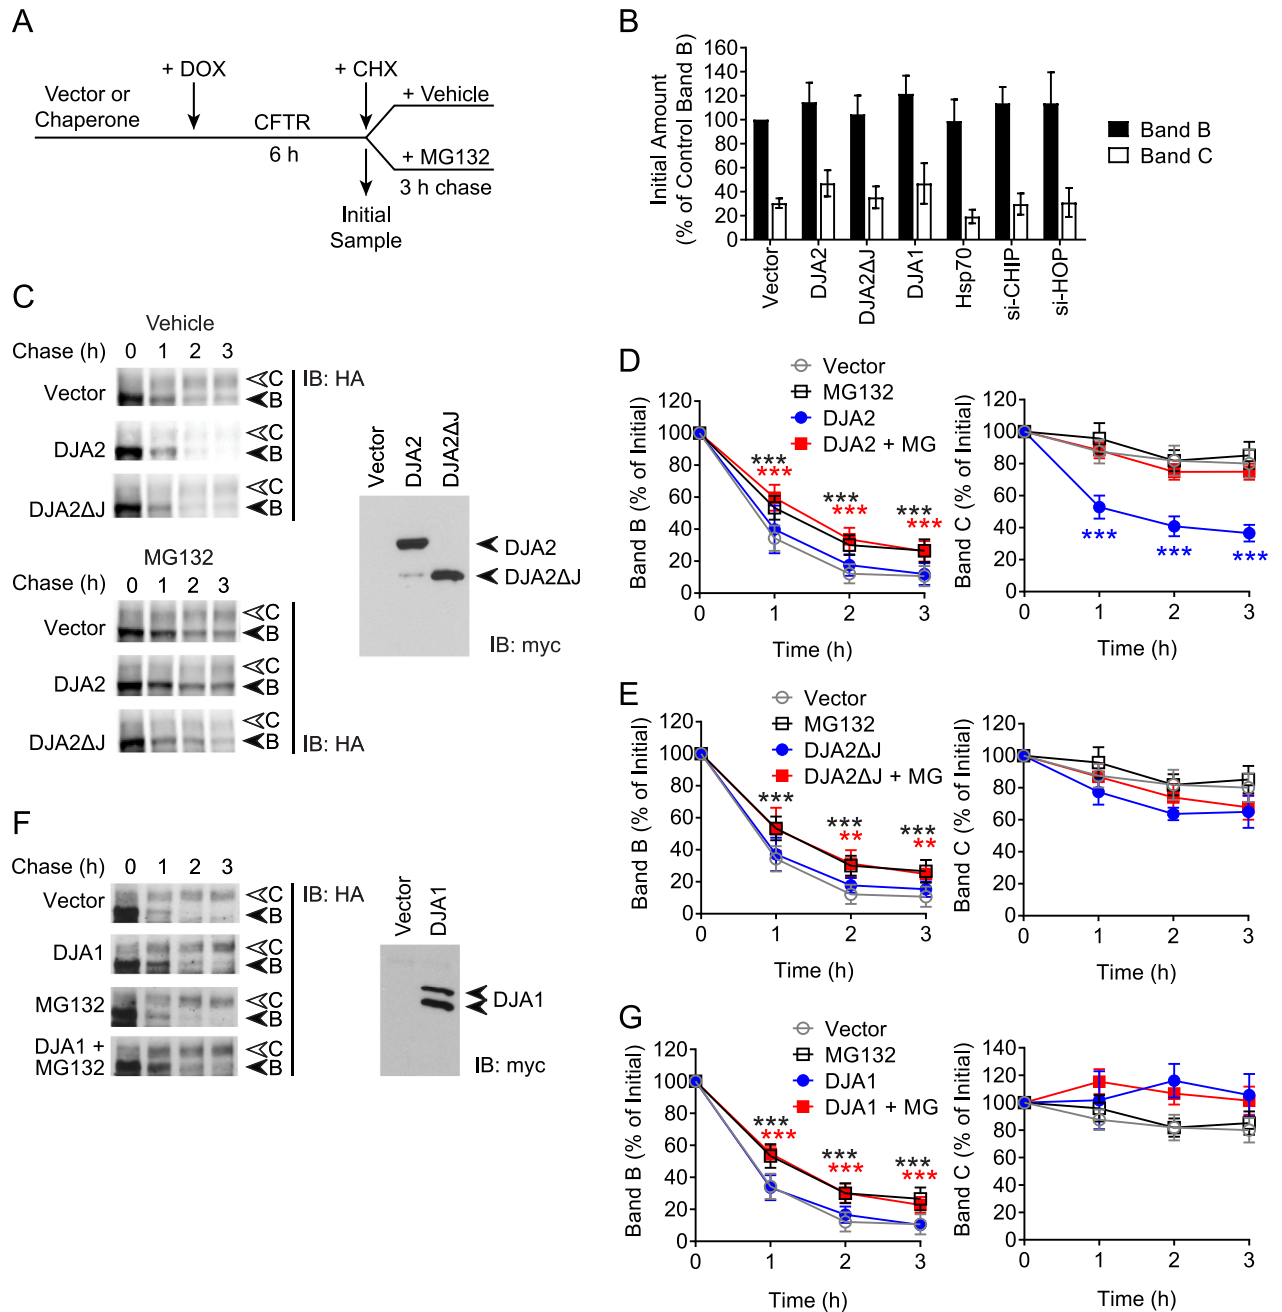 A
+ DOX
+ CHX
Vector or
Chaperone
+ Vehicle
CFTR
6 h
+ MG132
3 h chase
Initial
Sample
B
Initial Amount
(% of Control Band B)
160
140
120
100
80
60
40
20
0
Vector
DJA2
DJA2ΔJ
DJA1
Hsp70
si-CHIP
si-HOP
Band B
Band C
C
Vehicle
Chase (h) 0 1 2 3
Vector
C
B
IB: HA
DJA2
C
B
DJA2ΔJ
C
B
MG132
Chase (h) 0 1 2 3
Vector
C
B
DJA2
C
B
DJA2ΔJ
C
B
IB: HA
Vector
DJA2
DJA2ΔJ
DJA2
DJA2ΔJ
IB: myc
D
Vector
MG132
DJA2
DJA2 + MG
Band B (% of Initial)
120
100
80
60
40
20
0
*** *** ***
*** *** ***
0 1 2 3
Time (h)
Band C (% of Initial)
120
100
80
60
40
20
0
*** *** ***
0 1 2 3
Time (h)
E
Vector
MG132
DJA2ΔJ
DJA2ΔJ + MG
Band B (% of Initial)
120
100
80
60
40
20
0
*** *** ***
** **
0 1 2 3
Time (h)
Band C (% of Initial)
120
100
80
60
40
20
0
0 1 2 3
Time (h)
F
Chase (h) 0 1 2 3
Vector
C
B
IB: HA
DJA1
C
B
MG132
C
B
DJA1 +
MG132
C
B
Vector
DJA1
DJA1
IB: myc
G
Vector
MG132
DJA1
DJA1 + MG
Band B (% of Initial)
120
100
80
60
40
20
0
*** *** ***
*** *** ***
0 1 2 3
Time (h)
Band C (% of Initial)
140
120
100
80
60
40
20
0
0 1 2 3
Time (h)